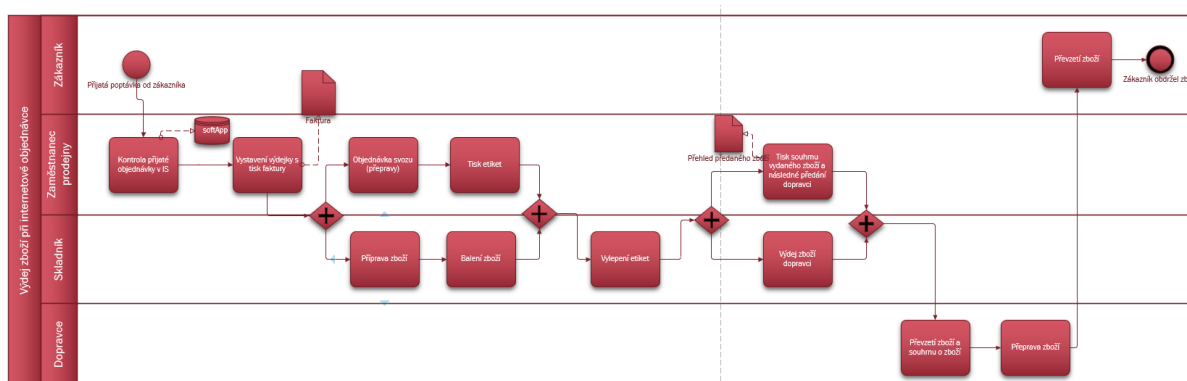 Výdej zboží při internetové objednávce
Zákazník
Přijatá poptávka od zákazníka
Faktura
Převzetí zboží
Zákazník obdržel zb
Zaměstnanec
prodejny
Kontrola přijaté
objednávky v IS
softApp
Vystavení výdejky s
tisk faktury
Objednávka svozu
(přepravy)
Tisk etiket
Přehled předaného zboží
Tisk souhrnu
vydaného zboží a
následné předání
dopravci
Skladník
Příprava zboží
Balení zboží
Vylepení etiket
Výdej zboží
dopravci
Dopravce
Převzetí zboží a
souhrnu o zboží
Přeprava zboží